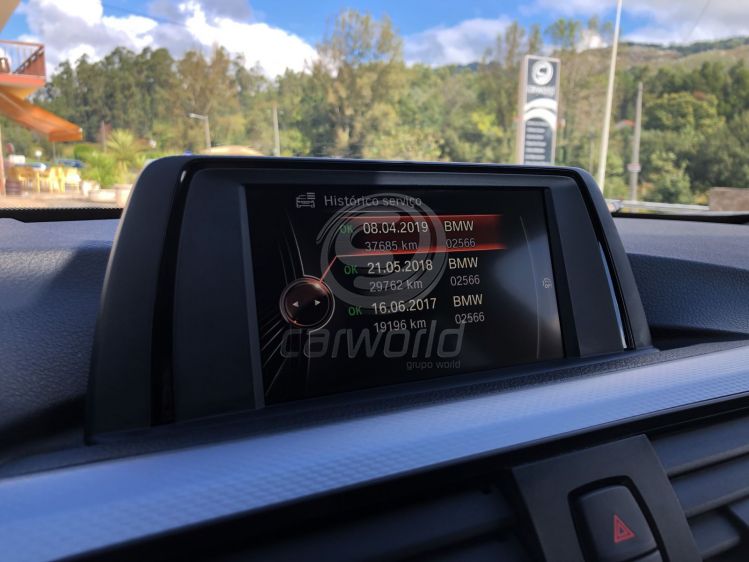 carworld
Histórico serviço
OK 08.04.2019 BMW
37685 km 02566
OK 21.05.2018 BMW
29762 km 02566
OK 16.06.2017 BMW
19196 km 02566
carworld
grupo world